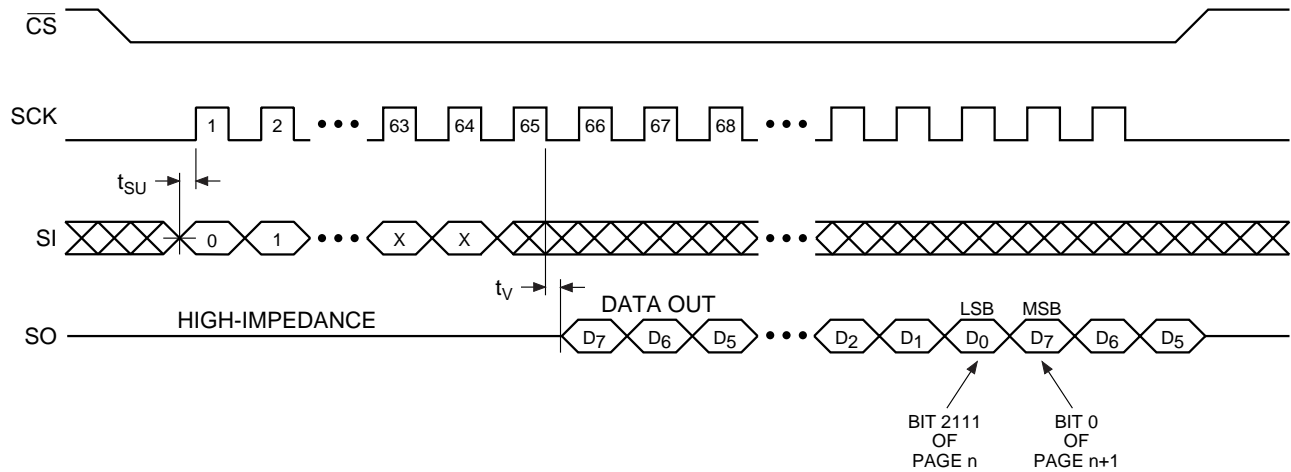 CS
SCK
1 2 ••• 63 64 65 66 67 68 •••
tSU
SI
0 1 ••• X X •••
tV
DATA OUT
LSB MSB
HIGH-IMPEDANCE
SO
D7 D6 D5 ••• D2 D1 D0 D7 D6 D5
BIT 2111
OF
PAGE n
BIT 0
OF
PAGE n+1